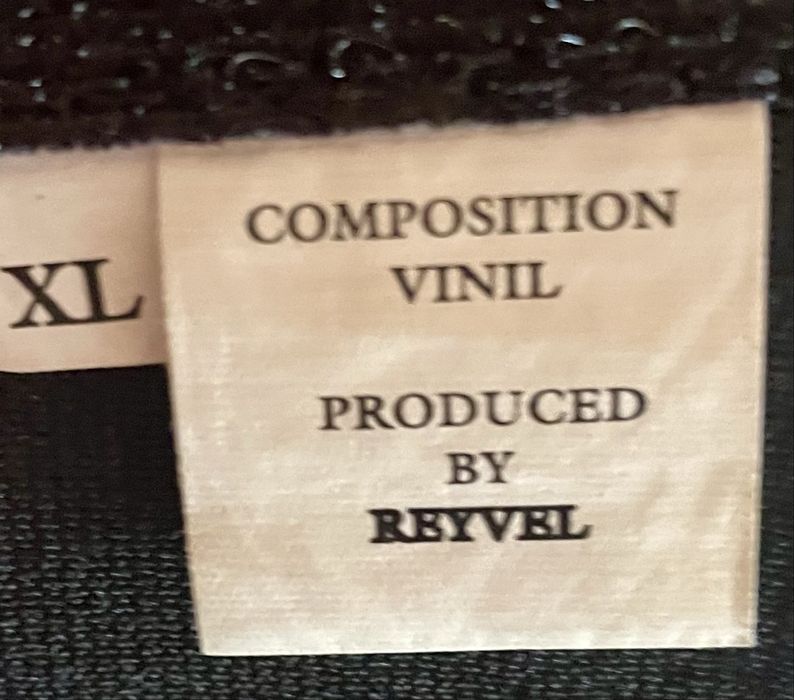 XL
COMPOSITION
VINIL
PRODUCED
BY
REYVEL